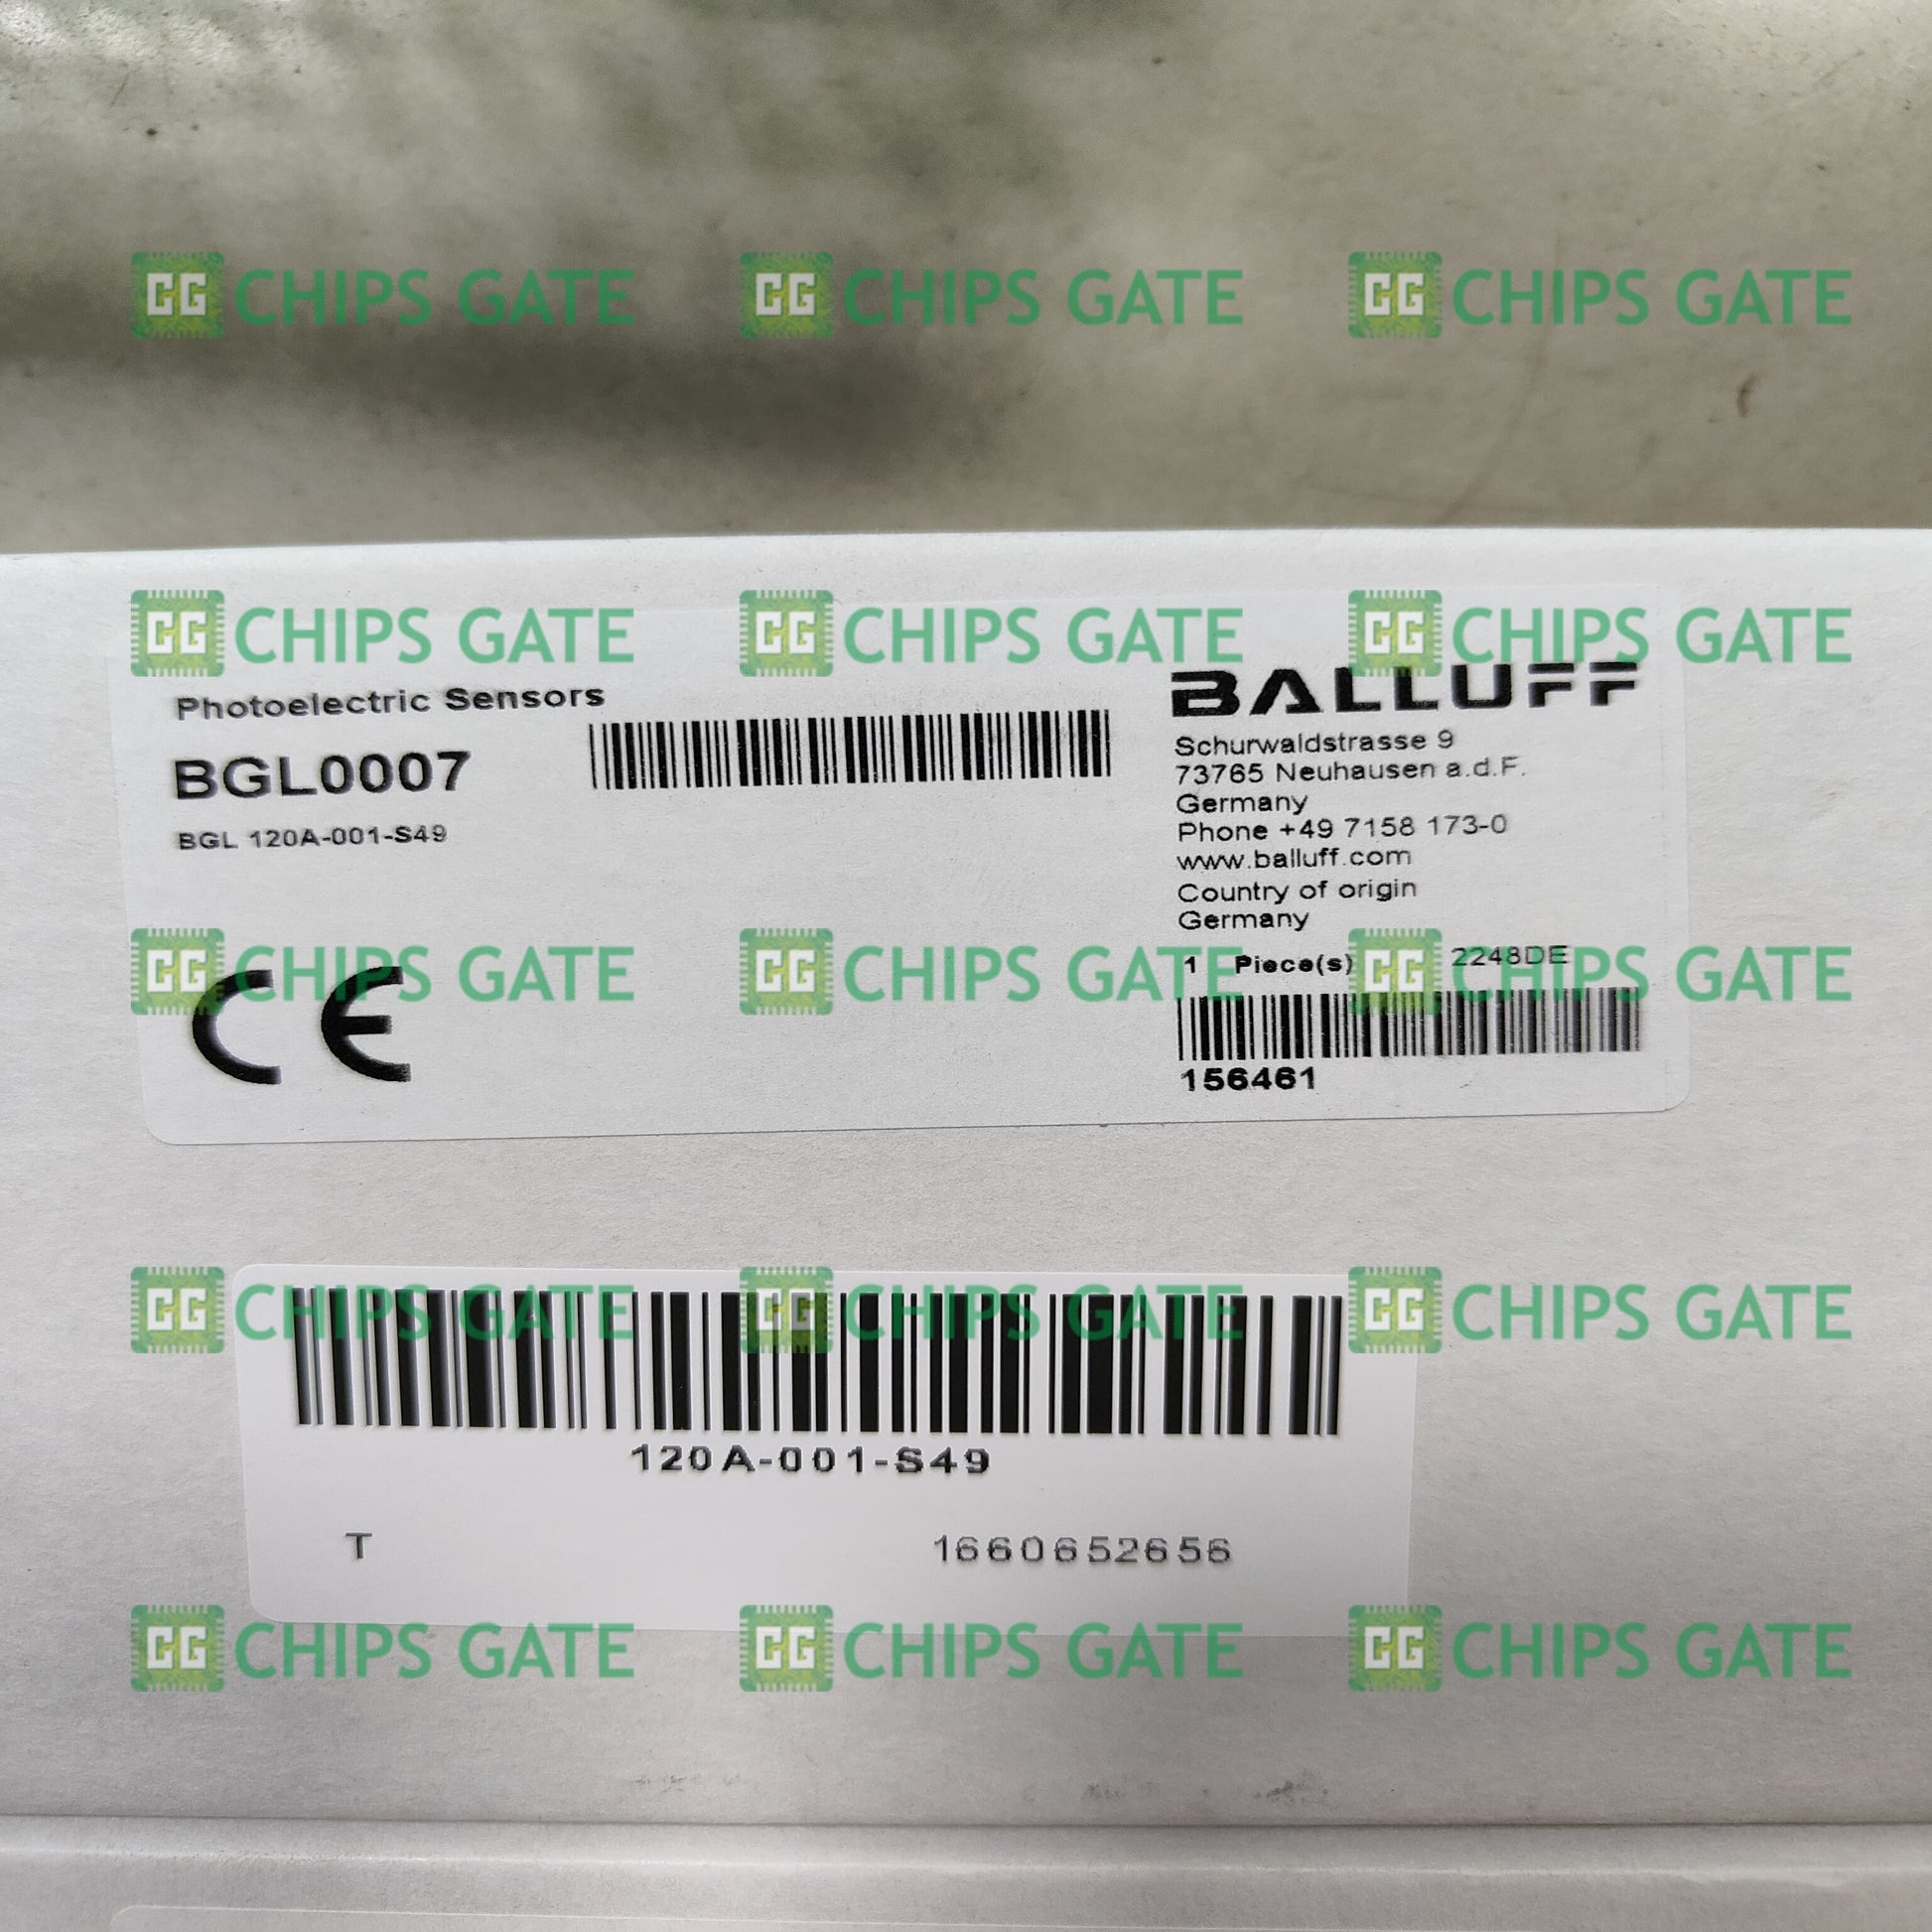 CG CHIPS GATE CG CHIPS GATE CG CHIPS GATE
CG CHIPS GATE CG CHIPS GATE CG CHIPS GATE
Photoelectric Sensors
BGL0007
BGL 120A-001-S49
BALLUFF
Schurwaldstrasse 9
73765 Neuhausen a.d.F.
Germany
Phone +49 7158 173-0
www.balluff.com
Country of origin
Germany
1 Piece(s) 2248DE
156461
CG CHIPS GATE CG CHIPS GATE CG CHIPS GATE
CE
CG CHIPS GATE CG CHIPS GATE CG CHIPS GATE
120A-001-S49
T 1660652656
CG CHIPS GATE CG CHIPS GATE CG CHIPS GATE